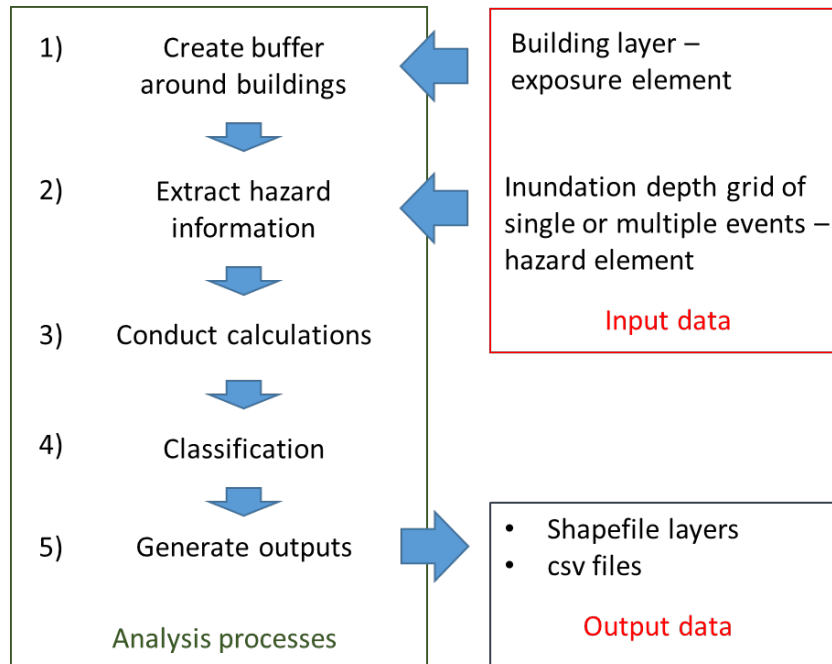 1)
Create buffer
around buildings
2)
Extract hazard
information
3)
Conduct calculations
4)
Classification
5)
Generate outputs
Analysis processes
Building layer –
exposure element
Inundation depth grid of
single or multiple events –
hazard element
Input data
• Shapefile layers
• csv files
Output data